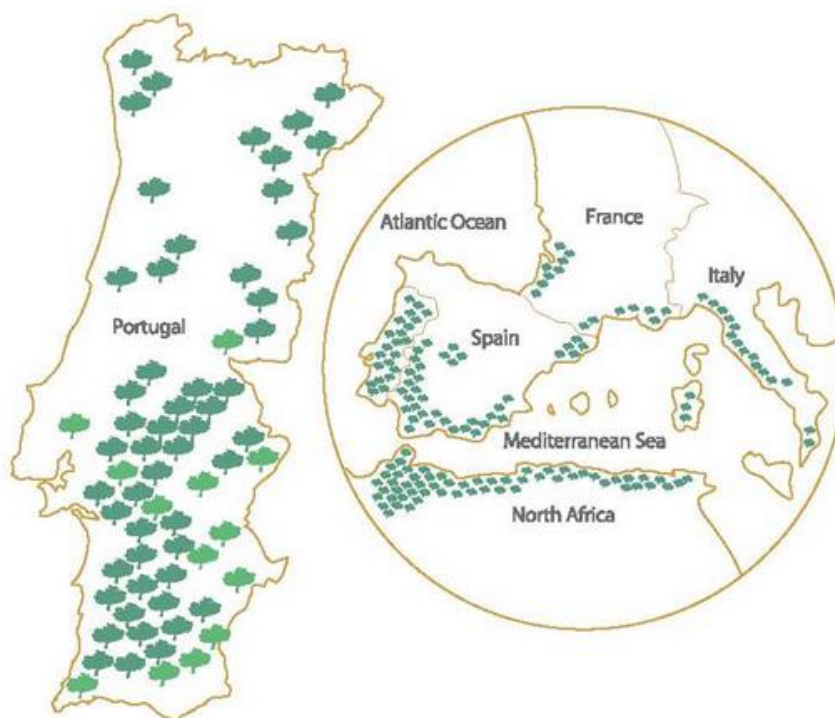 Portugal
Atlantic Ocean
France
Italy
Spain
Mediterranean Sea
North Africa